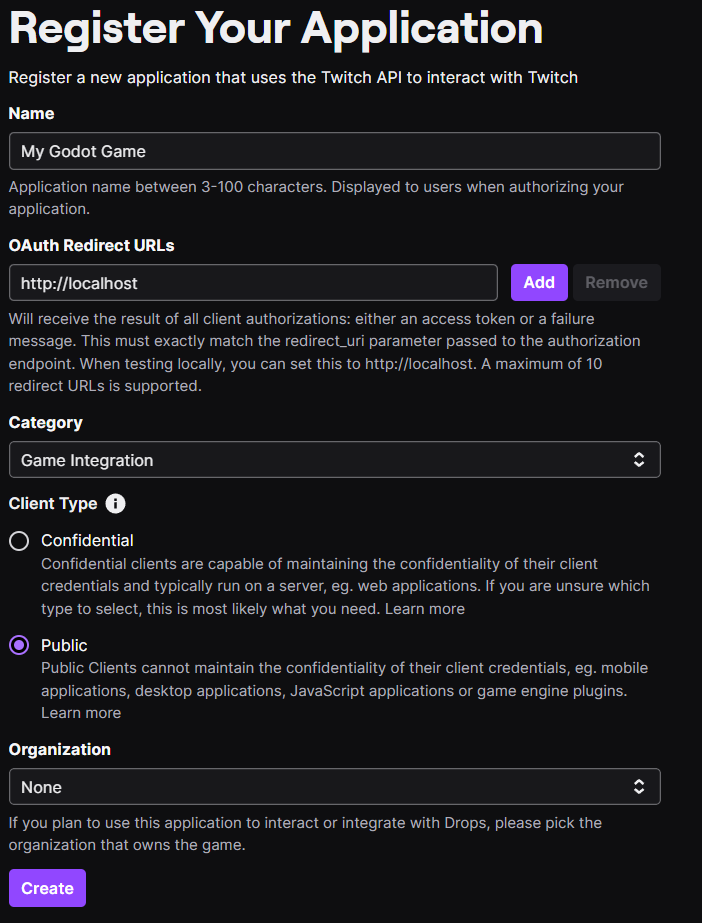 Register Your Application
Register a new application that uses the Twitch API to interact with Twitch
Name
My Godot Game
Application name between 3-100 characters. Displayed to users when authorizing your
application.
OAuth Redirect URLs
http://localhost
Add
Remove
Will receive the result of all client authorizations: either an access token or a failure
message. This must exactly match the redirect_uri parameter passed to the authorization
endpoint. When testing locally, you can set this to http://localhost. A maximum of 10
redirect URLs is supported.
Category
Game Integration
Client Type
Confidential
Confidential clients are capable of maintaining the confidentiality of their client
credentials and typically run on a server, eg. web applications. If you are unsure which
type to select, this is most likely what you need. Learn more
Public
Public Clients cannot maintain the confidentiality of their client credentials, eg. mobile
applications, desktop applications, JavaScript applications or game engine plugins.
Learn more
Organization
None
If you plan to use this application to interact or integrate with Drops, please pick the
organization that owns the game.
Create